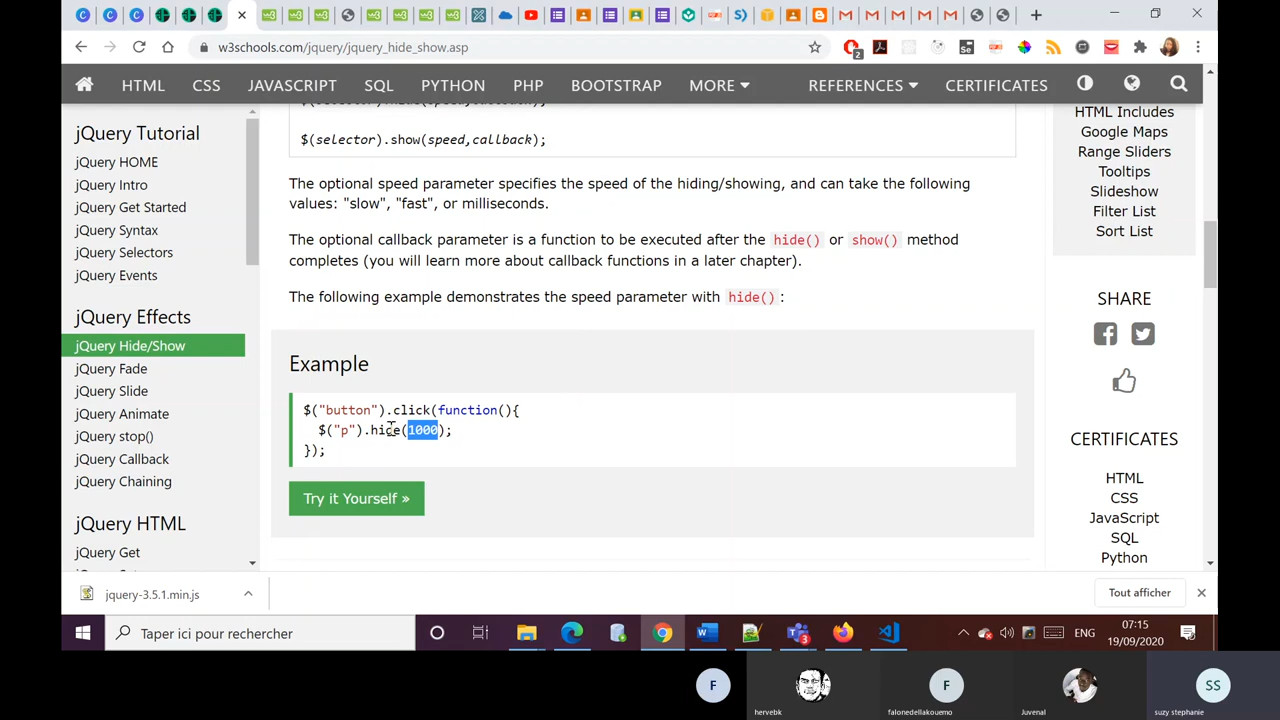 w3schools.com/jquery/jquery_hide_show.asp
2
HTML CSS JAVASCRIPT SQL PYTHON PHP BOOTSTRAP MORE REFERENCES CERTIFICATES
jQuery Tutorial
jQuery HOME
jQuery Intro
jQuery Get Started
jQuery Syntax
jQuery Selectors
jQuery Events
jQuery Effects
jQuery Hide/Show
jQuery Fade
jQuery Slide
jQuery Animate
jQuery stop()
jQuery Callback
jQuery Chaining
jQuery HTML
jQuery Get
$(selector).show(speed,callback);
The optional speed parameter specifies the speed of the hiding/showing, and can take the following
values: "slow", "fast", or milliseconds.
The optional callback parameter is a function to be executed after the hide() or show() method
completes (you will learn more about callback functions in a later chapter).
The following example demonstrates the speed parameter with hide():
Example
$("button").click(function(){
$("p").hide(1000);
});
Try it Yourself »
HTML Includes
Google Maps
Range Sliders
Tooltips
Slideshow
Filter List
Sort List
SHARE
CERTIFICATES
HTML
CSS
JavaScript
SQL
Python
jquery-3.5.1.min.js
Tout afficher
Taper ici pour rechercher
3
ENG
07:15
19/09/2020
F
F
SS
hervebk
falonedellakouemo
Juvenal
suzy stephanie